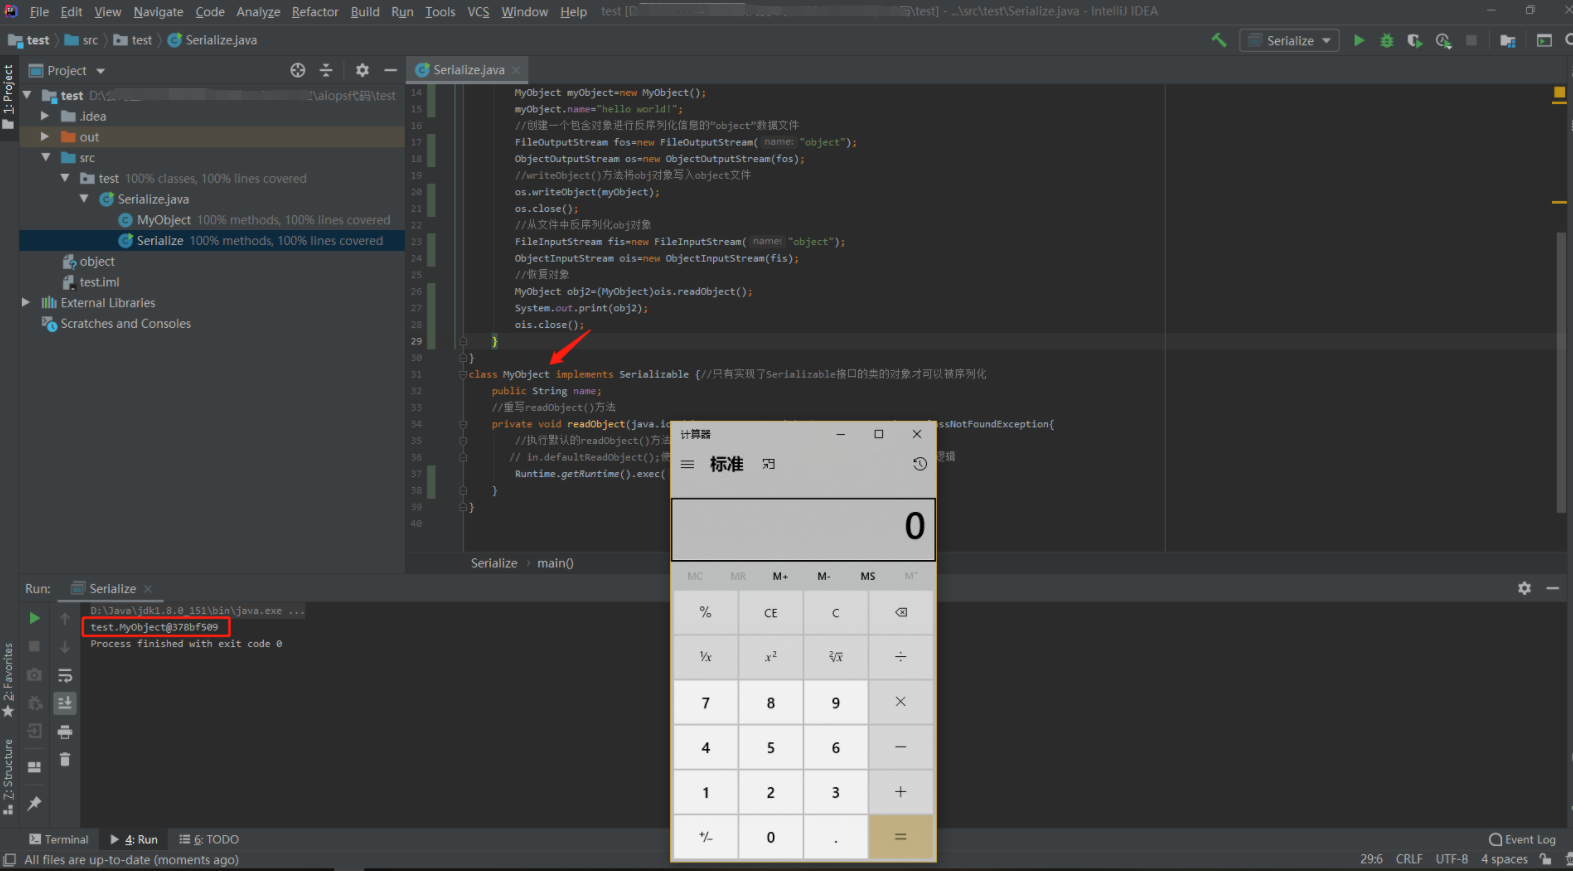 File Edit View Navigate Code Analyze Refactor Build Run Tools VCS Window Help test [D \test] - ...\src\test\Serialize.java - IntelliJ IDEA
test src test Serialize.java Serialize
1: Project
Project
Serialize.java
test D:\ \aiops代码\test
.idea
out
src
test 100% classes, 100% lines covered
Serialize.java
MyObject 100% methods, 100% lines covered
Serialize 100% methods, 100% lines covered
object
test.iml
External Libraries
Scratches and Consoles
14 MyObject myObject=new MyObject();
15 myObject.name="hello world!";
16 //创建一个包含对象进行反序列化信息的"object"数据文件
17 FileOutputStream fos=new FileOutputStream( name: "object");
18 ObjectOutputStream os=new ObjectOutputStream(fos);
19 //writeObject()方法将obj对象写入object文件
20 os.writeObject(myObject);
21 os.close();
22 //从文件中反序列化obj对象
23 FileInputStream fis=new FileInputStream( name: "object");
24 ObjectInputStream ois=new ObjectInputStream(fis);
25 //恢复对象
26 MyObject obj2=(MyObject)ois.readObject();
27 System.out.print(obj2);
28 ois.close();
29 }
30 }
31 class MyObject implements Serializable {//只有实现了Serializable接口的类的对象才可以被序列化
32 public String name;
33 //重写readObject()方法
34 private void readObject(java.io assNotFoundException{
35 //执行默认的readObject()方法
36 // in.defaultReadObject();使 逻辑
37 Runtime.getRuntime().exec(
38 }
39 }
40
Serialize › main()
计算器
标准
0
MC MR M+ M- MS M˅
% CE C
¹/x x² ²√x ÷
7 8 9 ×
4 5 6 −
1 2 3 +
+/- 0 . =
Run: Serialize
D:\Java\jdk1.8.0_151\bin\java.exe ...
test.MyObject@378bf509
Process finished with exit code 0
2: Favorites
Z: Structure
Terminal 4: Run 6: TODO Event Log
All files are up-to-date (moments ago) 29:6 CRLF UTF-8 4 spaces